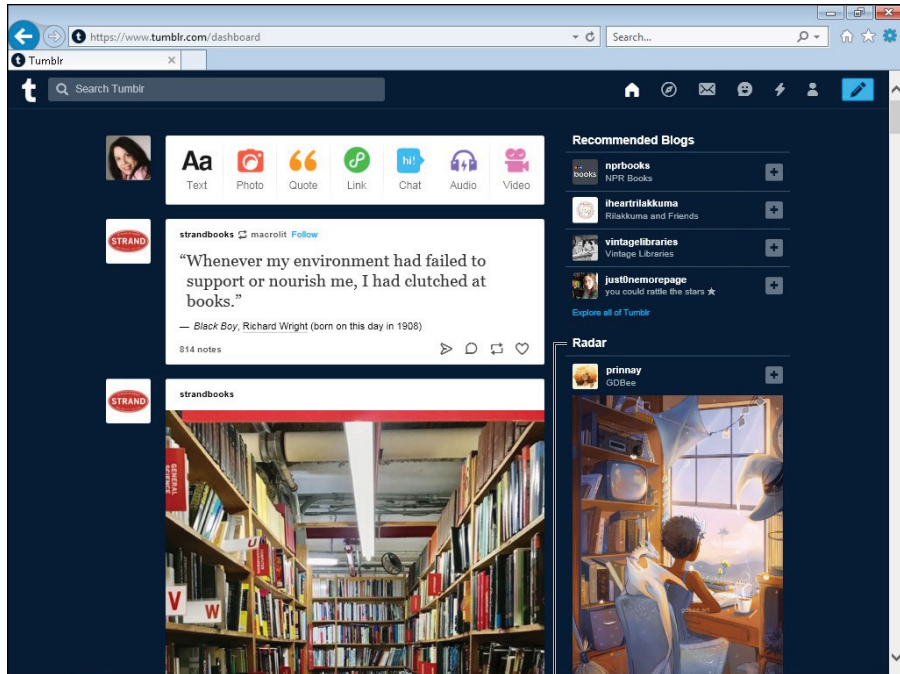 https://www.tumblr.com/dashboard
Search...
Tumblr
t
Search Tumblr
Aa
hi!
Text
Photo
Quote
Link
Chat
Audio
Video
STRAND
strandbooks macrolit Follow
“Whenever my environment had failed to
support or nourish me, I had clutched at
books.”
— Black Boy, Richard Wright (born on this day in 1908)
814 notes
STRAND
strandbooks
GENERAL
SCIENCE
U
N
V
W
Recommended Blogs
books
nprbooks
NPR Books
iheartrilakkuma
Rilakkuma and Friends
vintagelibraries
Vintage Libraries
just0nemorepage
you could rattle the stars ★
Explore all of Tumblr
Radar
prinnay
GDBee